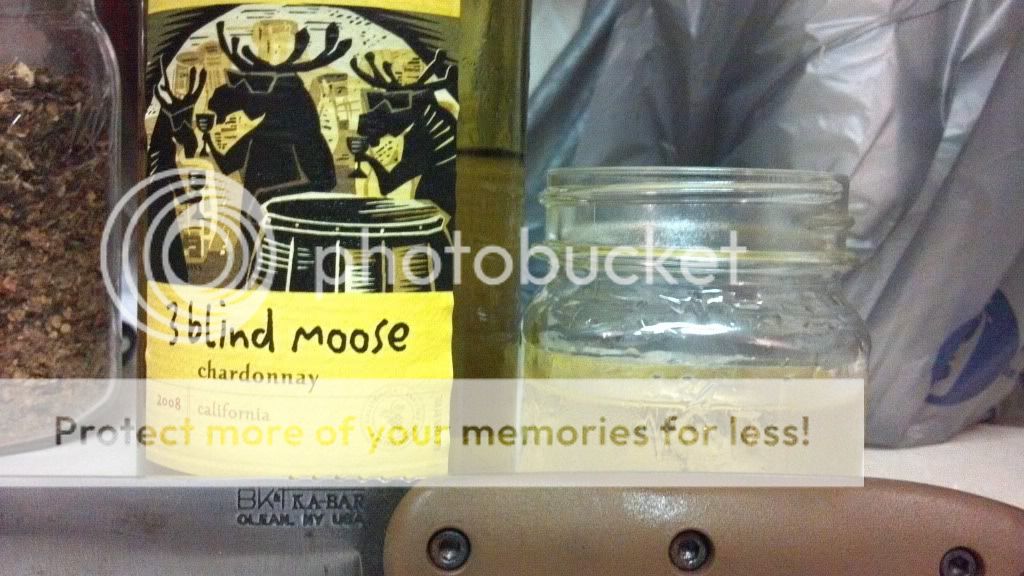 3 blind moose
chardonnay
2008 california
photobucket
Protect more of your memories for less!
BK&T KA-BAR
OLEAN, NY USA